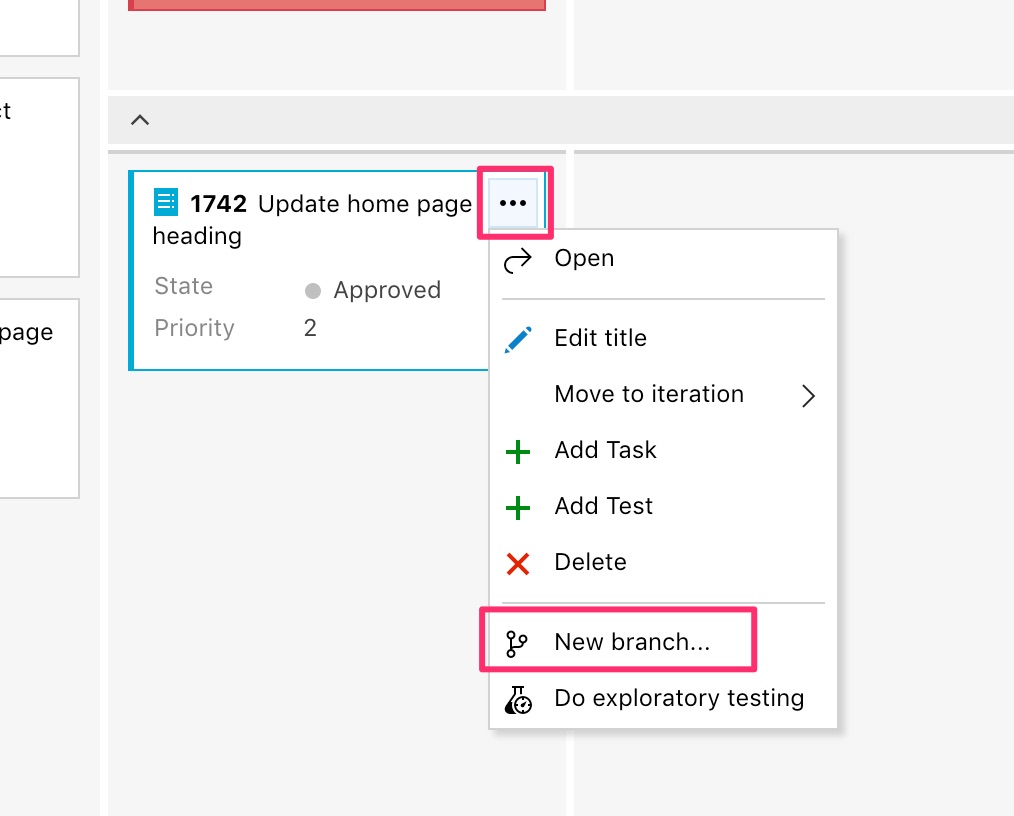 1742 Update home page
heading
State Approved
Priority 2
page
Open
Edit title
Move to iteration
Add Task
Add Test
Delete
New branch...
Do exploratory testing